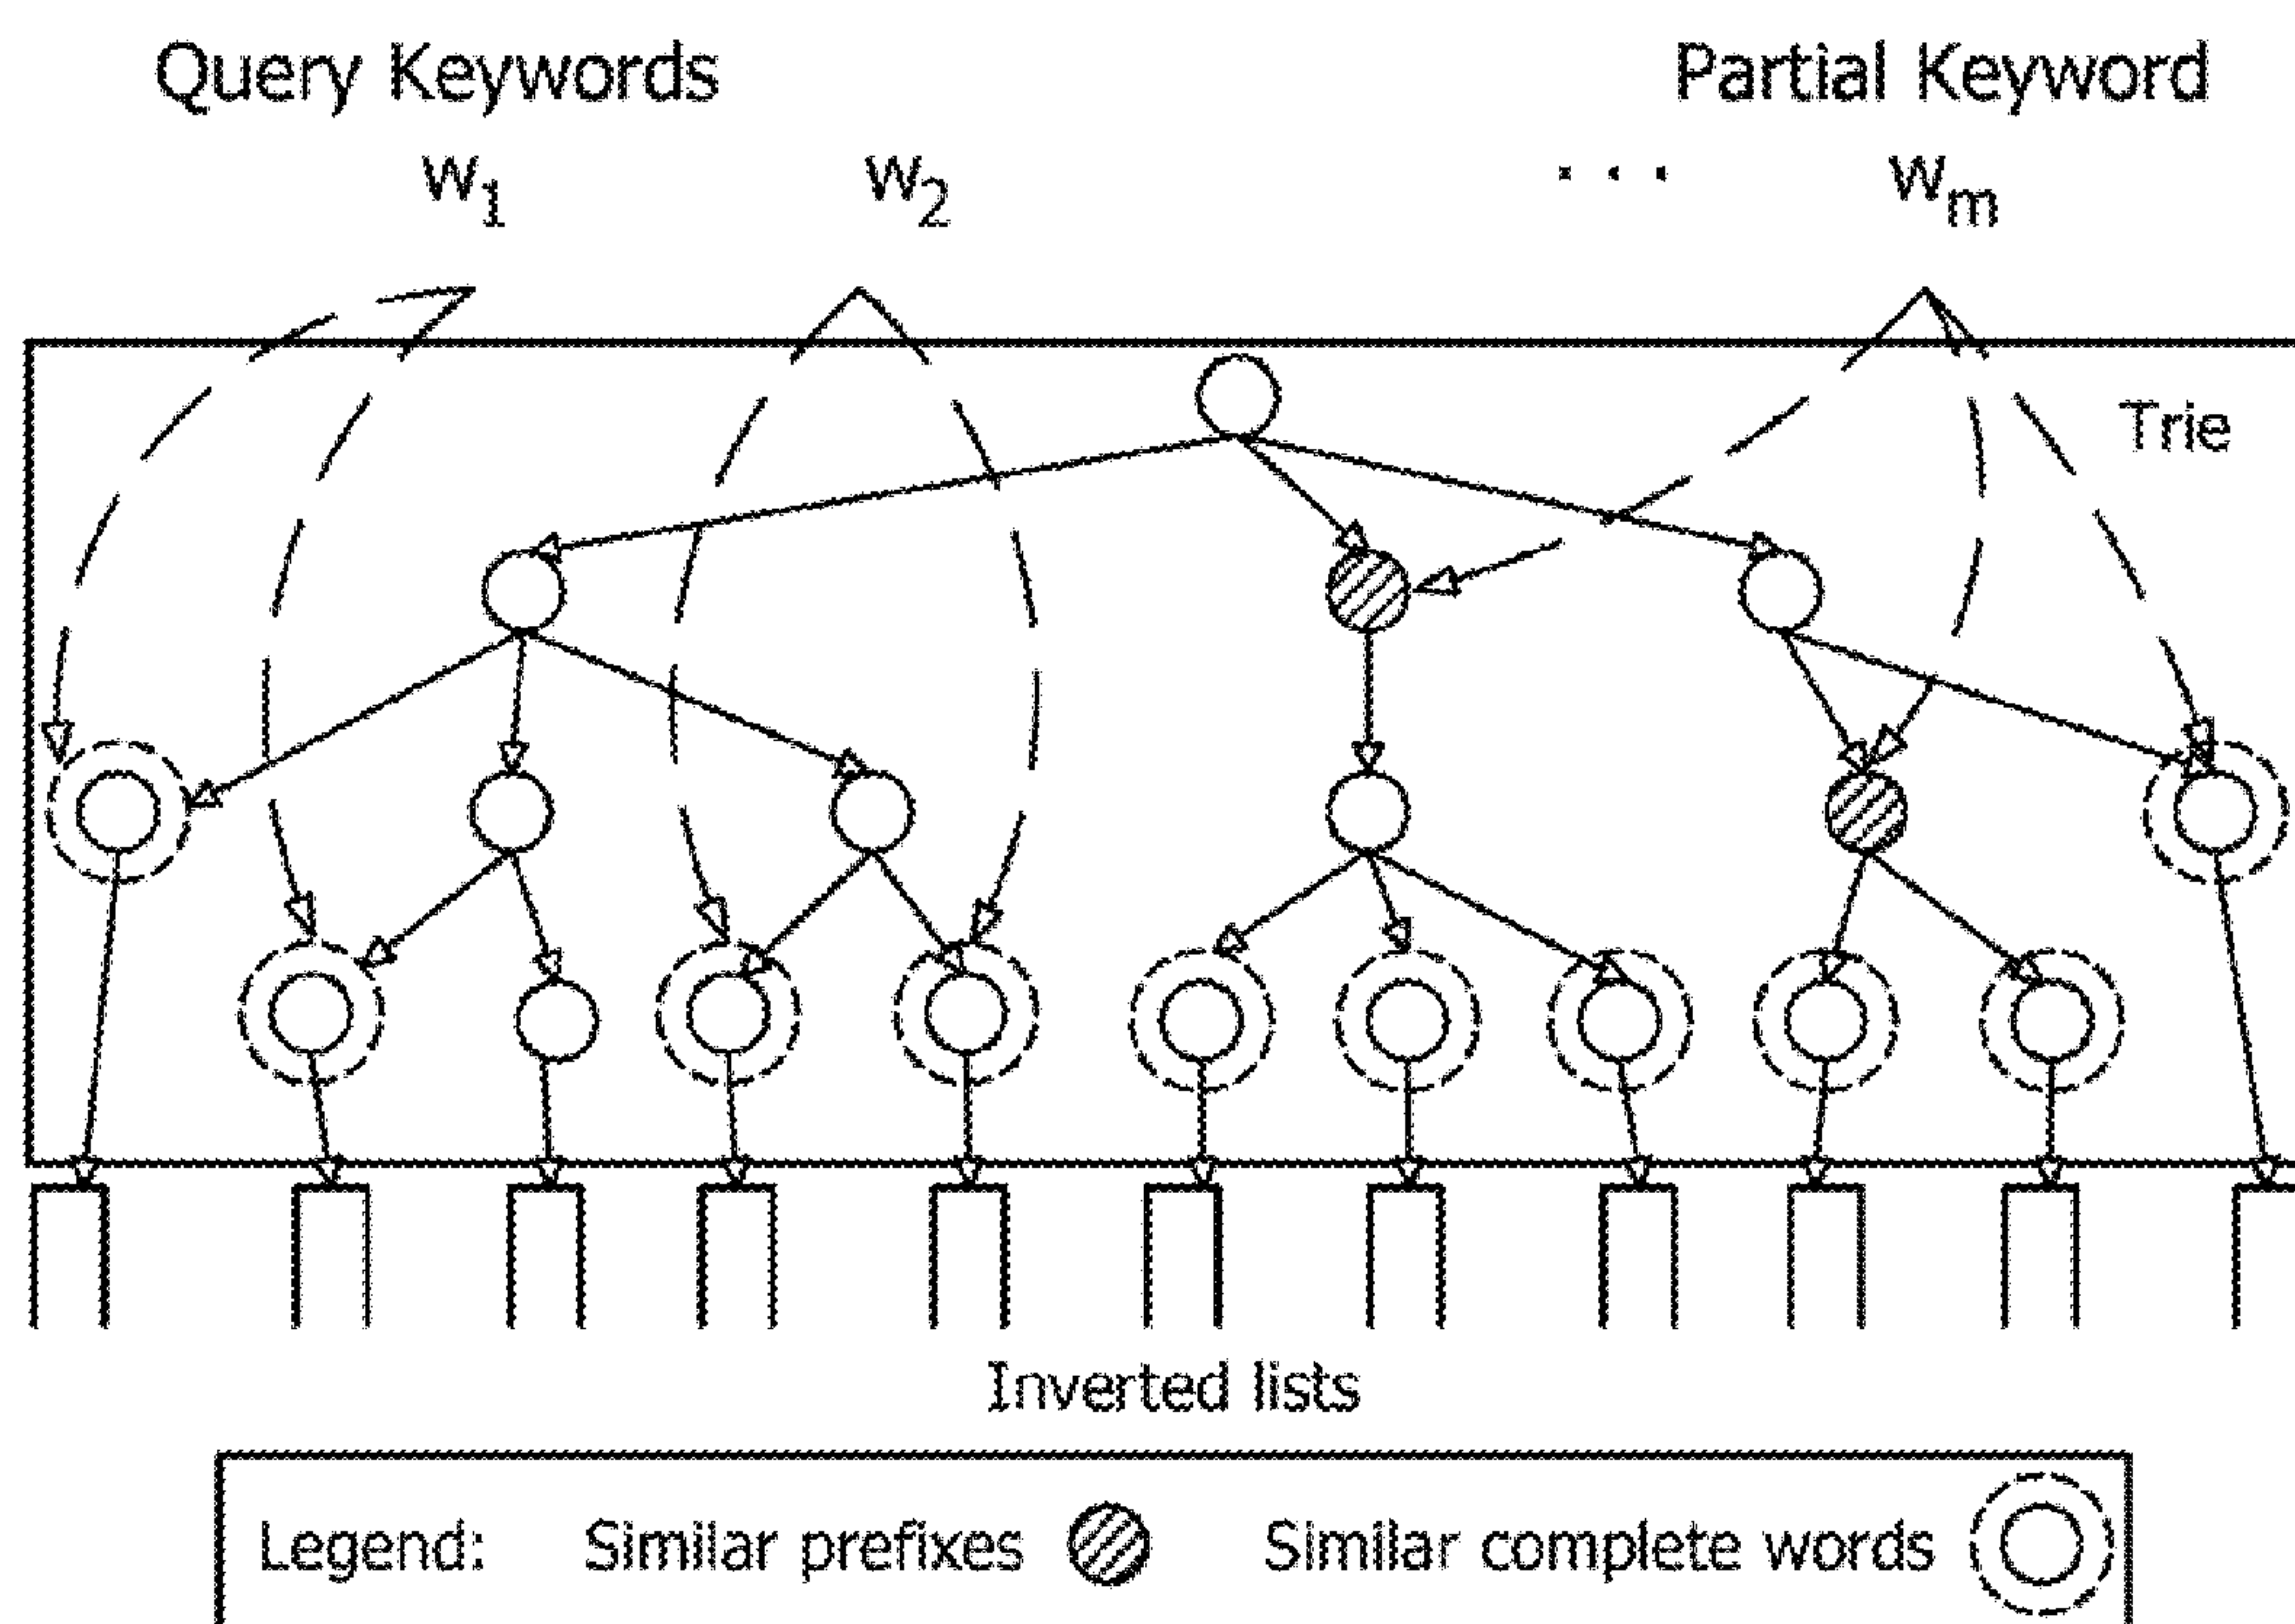 Query Keywords Partial Keyword
w1 w2 ... wm
Trie
Inverted lists
Legend: Similar prefixes Similar complete words